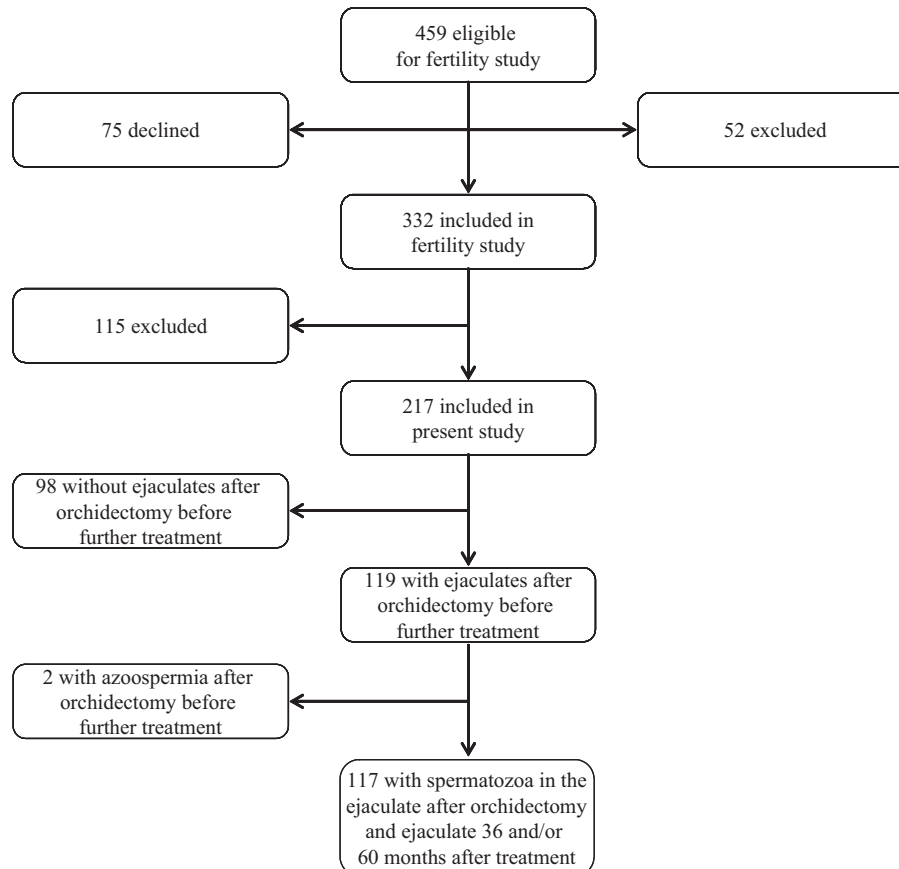 459 eligible
for fertility study
75 declined
52 excluded
332 included in
fertility study
115 excluded
217 included in
present study
98 without ejaculates after
orchidectomy before
further treatment
119 with ejaculates after
orchidectomy before
further treatment
2 with azoospermia after
orchidectomy before
further treatment
117 with spermatozoa in the
ejaculate after orchidectomy
and ejaculate 36 and/or
60 months after treatment